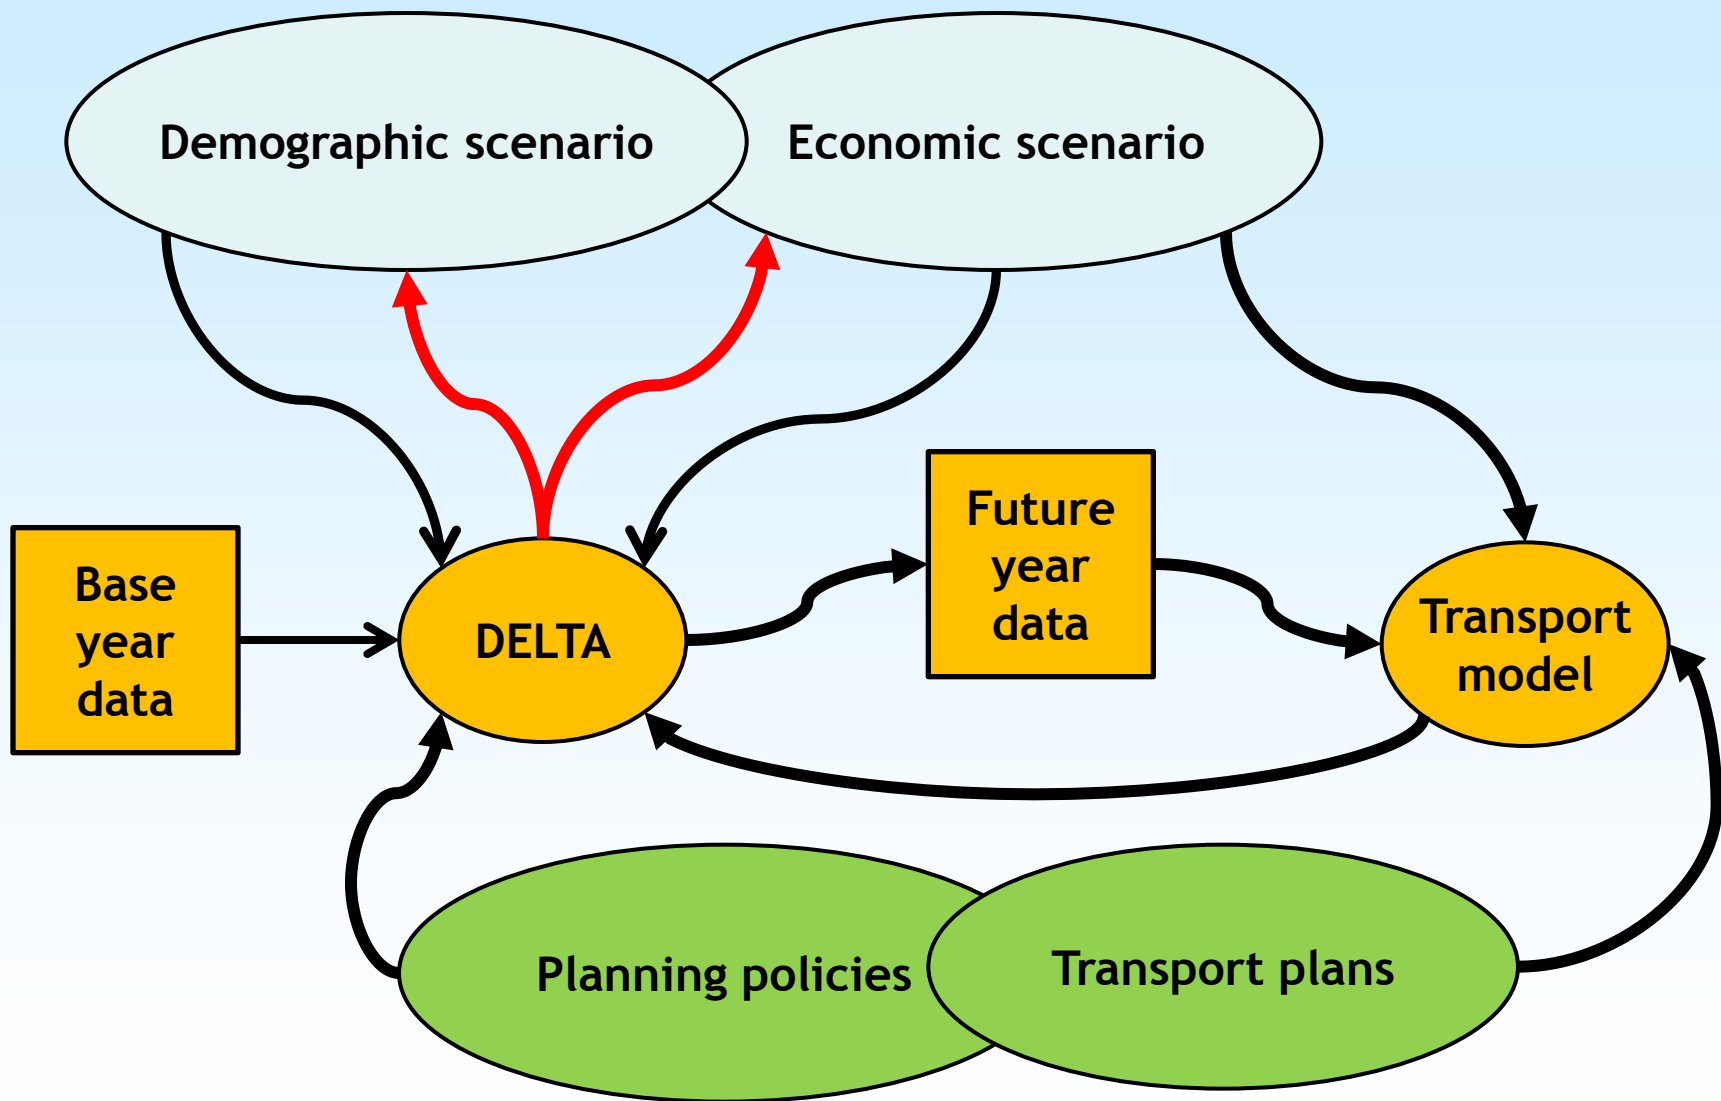 Demographic scenario
Economic scenario
Base
year
data
DELTA
Future
year
data
Transport
model
Planning policies
Transport plans